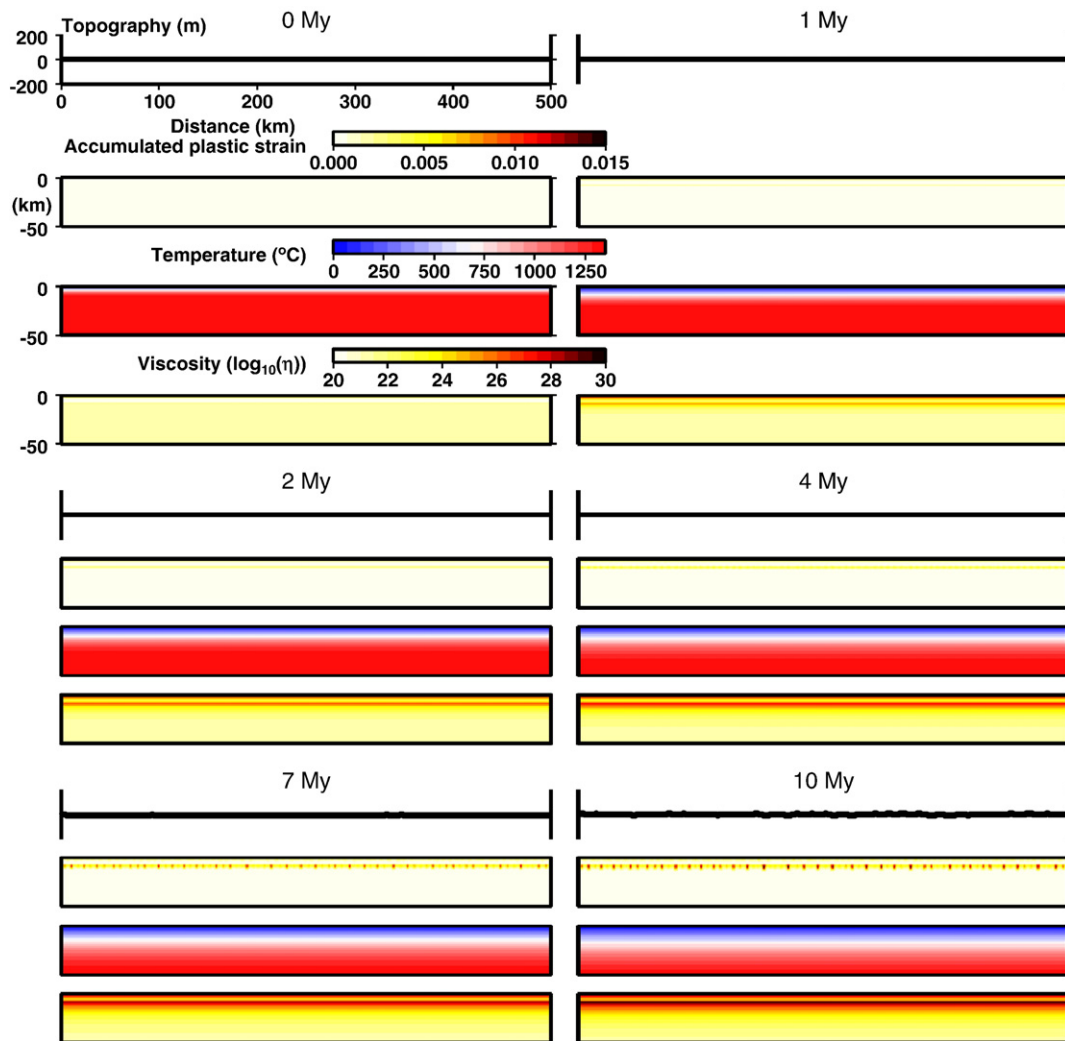 Topography (m)
0 My
1 My
200
0
-200
0 100 200 300 400 500
Distance (km)
Accumulated plastic strain
0.000 0.005 0.010 0.015
0
(km)
-50
Temperature (°C)
0 250 500 750 1000 1250
0
-50
Viscosity (log₁₀(η))
20 22 24 26 28 30
0
-50
2 My
4 My
7 My
10 My